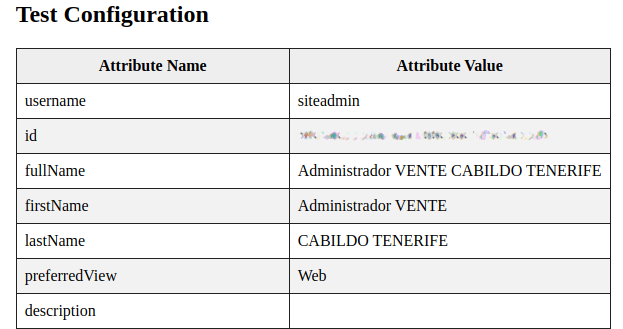 Test Configuration
Attribute Name Attribute Value
username siteadmin
id
fullName Administrador VENTE CABILDO TENERIFE
firstName Administrador VENTE
lastName CABILDO TENERIFE
preferredView Web
description